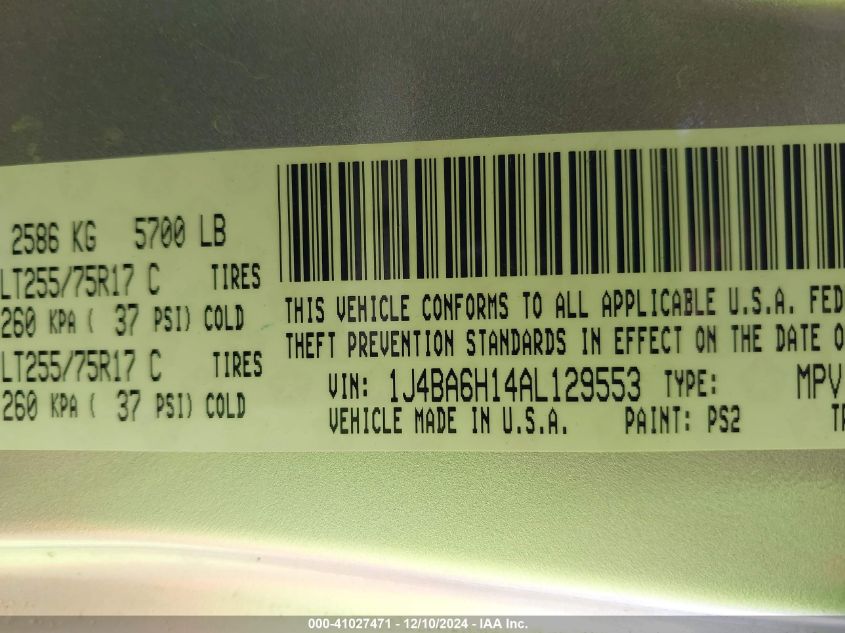 2586 KG 5700 LB
LT255/75R17 C TIRES
260 KPA ( 37 PSI) COLD
LT255/75R17 C TIRES
260 KPA ( 37 PSI) COLD
THIS VEHICLE CONFORMS TO ALL APPLICABLE U.S.A. FED
THEFT PREVENTION STANDARDS IN EFFECT ON THE DATE O
VIN: 1J4BA6H14AL129553 TYPE: MPV
VEHICLE MADE IN U.S.A. PAINT: PS2 TR
000-41027471 - 12/10/2024 - IAA Inc.